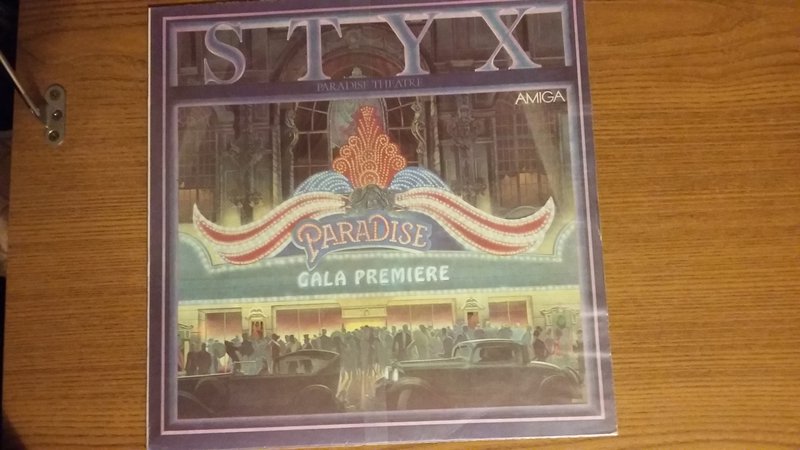 STYX
PARADISE THEATRE
AMIGA
PARADISE
GALA PREMIERE